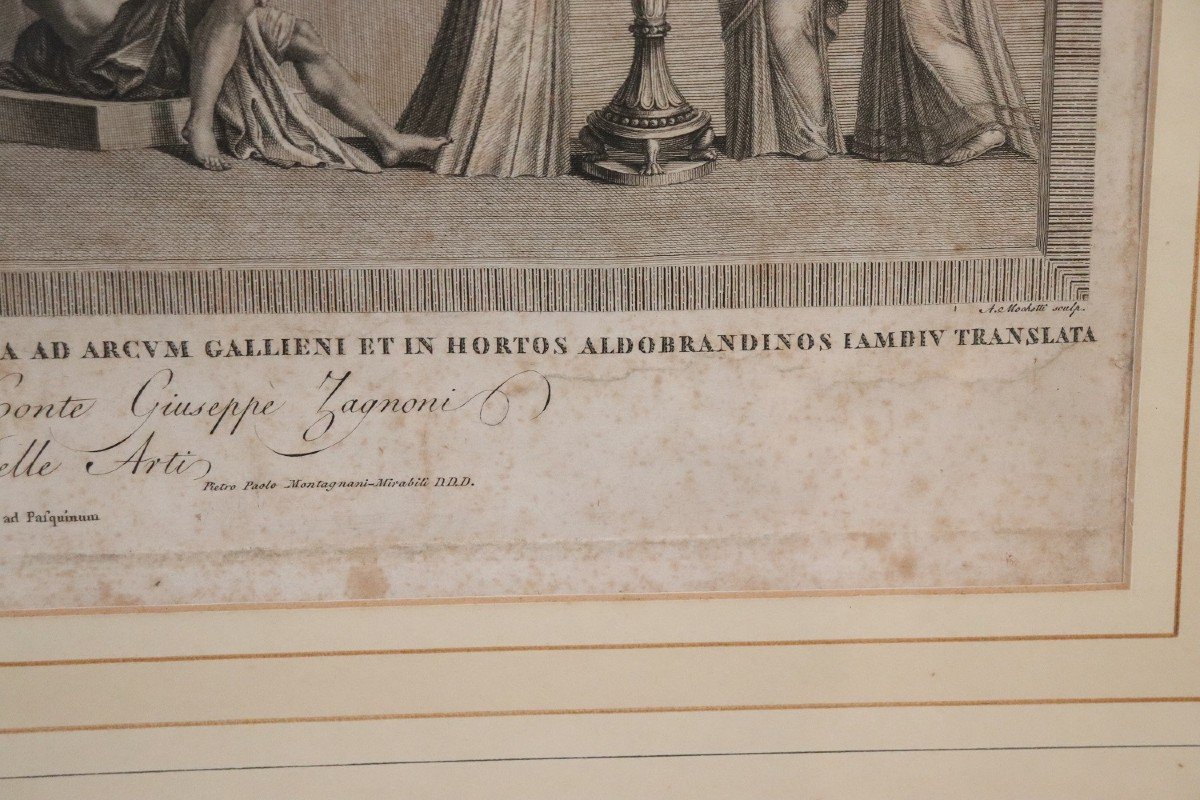 A. Mochetti sculp.
A AD ARCVM GALLIENI ET IN HORTOS ALDOBRANDINOS IAMDIV TRANSLATA
Conte Giuseppè Zagnoni
elle Arti
Pietro Paolo Montagnani-Mirabili D.D.D.
ad Pasquinum